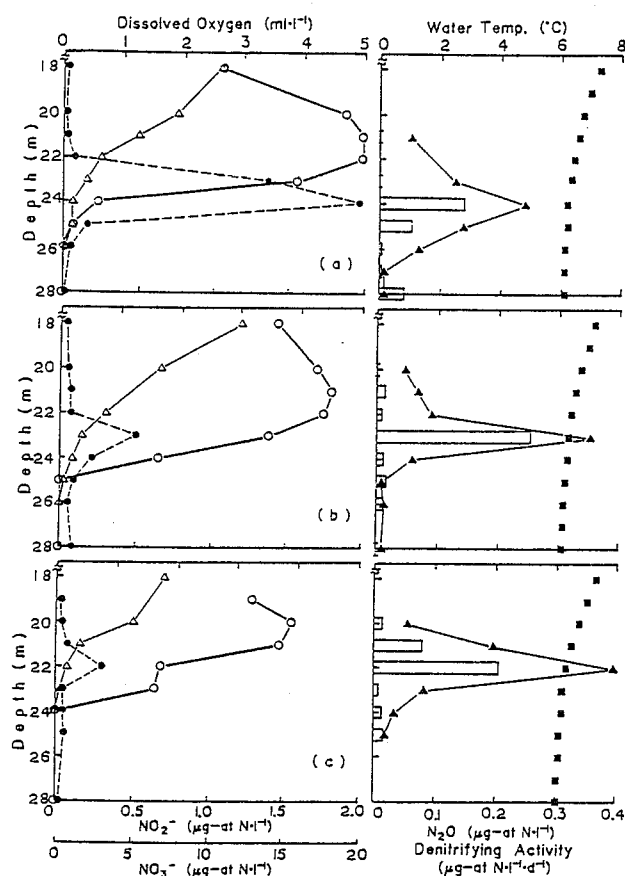 Dissolved Oxygen (ml·l⁻¹)
0 1 2 3 4 5
Water Temp. (°C)
0 2 4 6 8
Depth (m)
18
20
22
24
26
28
(a)
Depth (m)
18
20
22
24
26
28
(b)
Depth (m)
18
20
22
24
26
28
(c)
0 0.5 1.0 1.5 2.0
NO₂⁻ (µg-at N·l⁻¹)
0 5 10 15 20
NO₃⁻ (µg-at N·l⁻¹)
0 0.1 0.2 0.3 0.4
N₂O (µg-at N·l⁻¹)
Denitrifying Activity
(µg-at N·l⁻¹·d⁻¹)